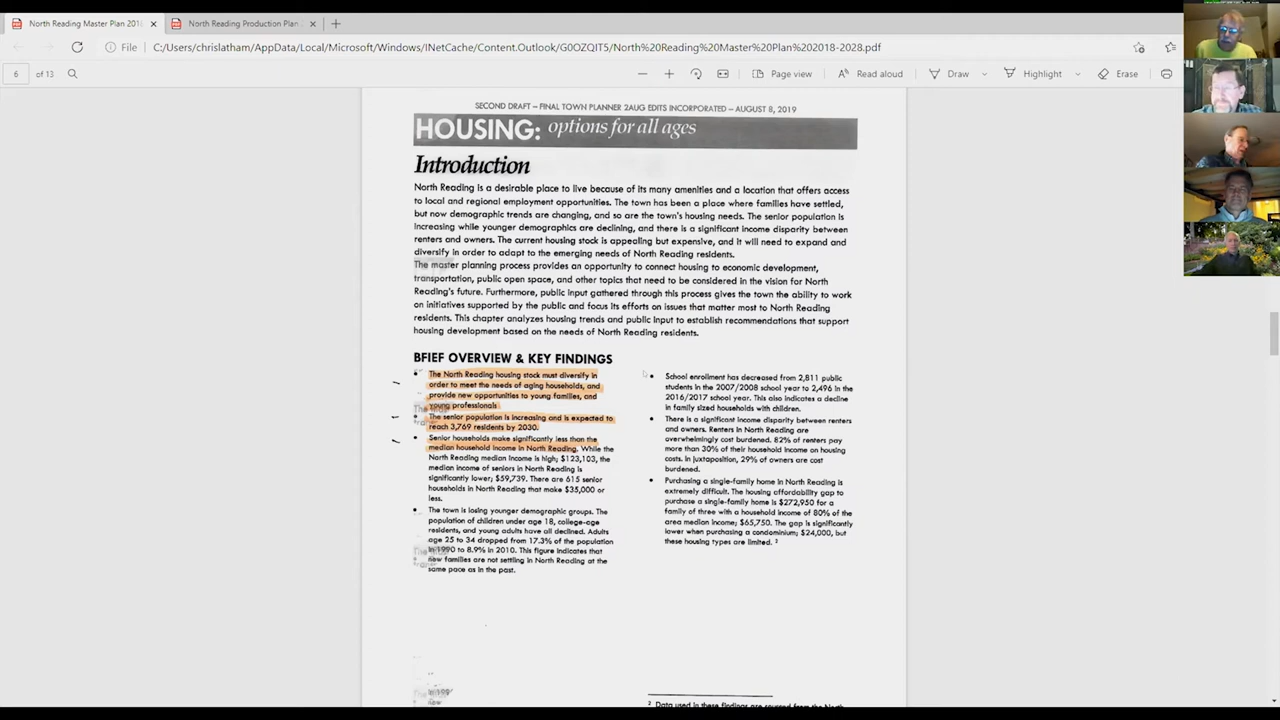 North Reading Master Plan 2018
North Reading Production Plan
File
C:/Users/chrislatham/AppData/Local/Microsoft/Windows/INetCache/Content.Outlook/G0OZQIT5/North%20Reading%20Master%20Plan%202018-2028.pdf
6 of 13
Page view
Read aloud
Draw
Highlight
Erase
SECOND DRAFT – FINAL TOWN PLANNER 2AUG EDITS INCORPORATED – AUGUST 8, 2019
HOUSING: options for all ages
Introduction
North Reading is a desirable place to live because of its many amenities and a location that offers access
to local and regional employment opportunities. The town has been a place where families have settled,
but now demographic trends are changing, and so are the town's housing needs. The senior population is
increasing while younger demographics are declining, and there is a significant income disparity between
renters and owners. The current housing stock is appealing but expensive, and it will need to expand and
diversify in order to adapt to the emerging needs of North Reading residents.
The master planning process provides an opportunity to connect housing to economic development,
transportation, public open space, and other topics that need to be considered in the vision for North
Reading's future. Furthermore, public input gathered through this process gives the town the ability to work
on initiatives supported by the public and focus its efforts on issues that matter most to North Reading
residents. This chapter analyzes housing trends and public input to establish recommendations that support
housing development based on the needs of North Reading residents.
BRIEF OVERVIEW & KEY FINDINGS
• The North Reading housing stock must diversify in
order to meet the needs of aging households, and
provide new opportunities to young families, and
young professionals
• The senior population is increasing and is expected to
reach 3,769 residents by 2030.
• Senior households make significantly less than the
median household income in North Reading. While the
North Reading median income is high; $123,103, the
median income of seniors in North Reading is
significantly lower; $59,739. There are 615 senior
households in North Reading that make $35,000 or
less.
• The town is losing younger demographic groups. The
population of children under age 18, college-age
residents, and young adults have all declined. Adults
age 25 to 34 dropped from 17.3% of the population
in 1990 to 8.9% in 2010. This figure indicates that
new families are not settling in North Reading at the
same pace as in the past.
• School enrollment has decreased from 2,811 public
students in the 2007/2008 school year to 2,496 in the
2016/2017 school year. This also indicates a decline
in family sized households with children.
• There is a significant income disparity between renters
and owners. Renters in North Reading are
overwhelmingly cost burdened. 82% of renters pay
more than 30% of their household income on housing
costs. In juxtaposition, 29% of owners are cost
burdened.
• Purchasing a single-family home in North Reading is
extremely difficult. The housing affordability gap to
purchase a single-family home is $272,950 for a
family of three with a household income of 80% of the
area median income; $65,750. The gap is significantly
lower when purchasing a condominium; $24,000, but
these housing types are limited. ²
² Data used in these findings are sourced from the North